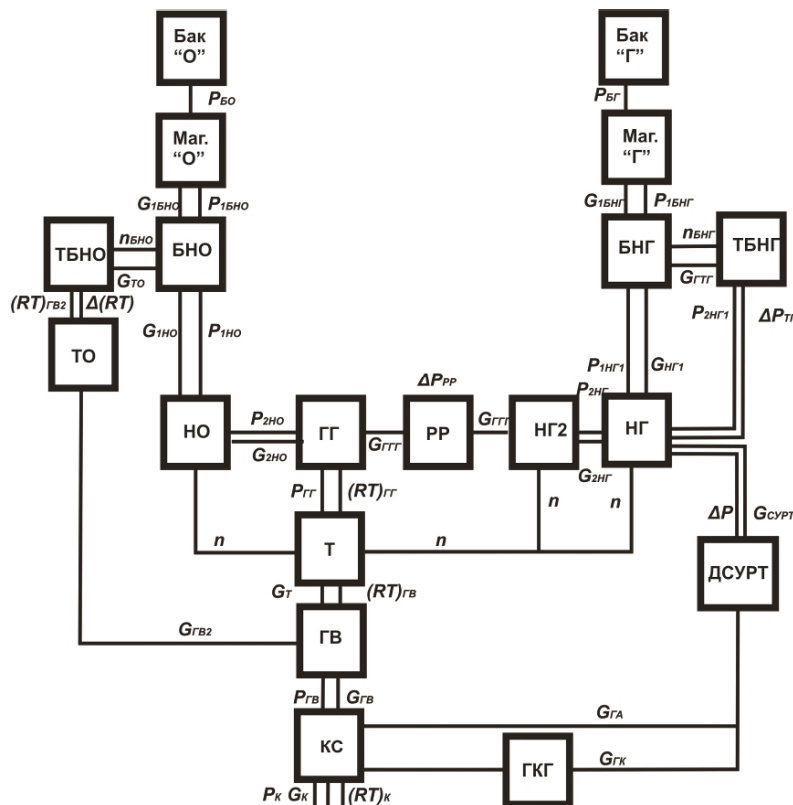 Бак
“О”
Бак
“Г”
PБО
PБГ
Маг.
“О”
Маг.
“Г”
G1БНО
P1БНО
G1БНГ
P1БНГ
ТБНО
nБНО
БНО
БНГ
nБНГ
ТБНГ
GТО
GГТГ
(RT)ГВ2
Δ(RT)
P2НГ1
ΔPТГ
ТО
G1НО
P1НО
P1НГ1
GНГ1
ΔPРР
P2НГ
НО
P2НО
ГГ
РР
GГГГ
НГ2
НГ
G2НО
GГГГ
G2НГ
PГГ
(RT)ГГ
n
n
ΔP
GСУРТ
n
Т
n
ДСУРТ
GТ
(RT)ГВ
GГВ2
ГВ
PГВ
GГВ
КС
GГА
ГКГ
GГК
PК
GК
(RT)К